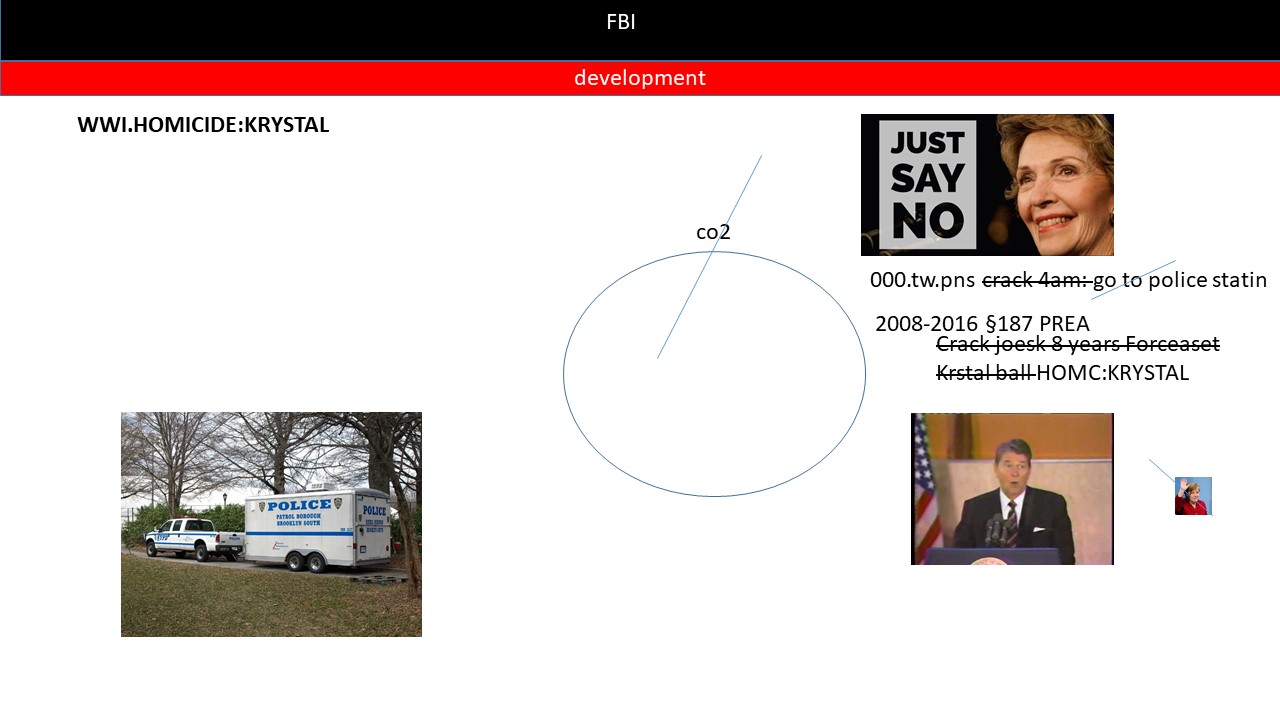 FBI
development
WWI.HOMICIDE:KRYSTAL
JUST
SAY
NO
co2
000.tw.pns crack 4am: go to police statin
2008-2016 §187 PREA
Crack joesk 8 years Forceaset
Krstal ball HOMC:KRYSTAL
POLICE
PATROL BOROUGH
BROOKLYN SOUTH
POLICE